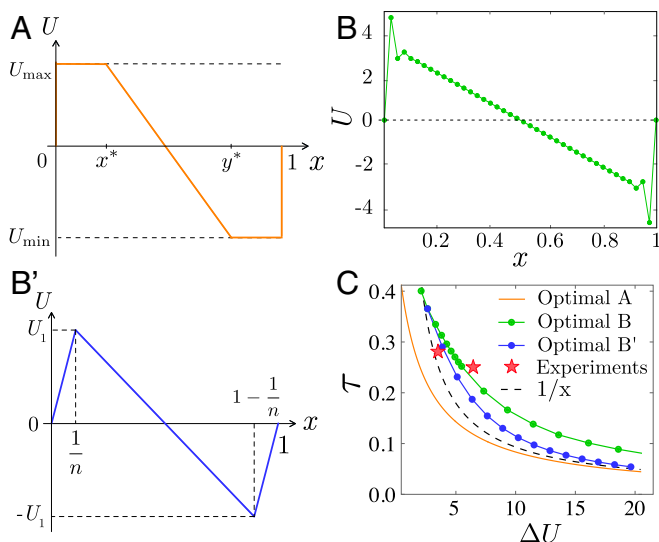 A
U
U_max
0
x*
y*
1
x
U_min
B
U
4
2
0
-2
-4
0.2
0.4
0.6
0.8
1
x
B'
U
U_1
0
1/n
1 - 1/n
1
x
-U_1
C
τ
0.4
0.3
0.2
0.1
0.0
Optimal A
Optimal B
Optimal B'
Experiments
1/x
5
10
15
20
ΔU